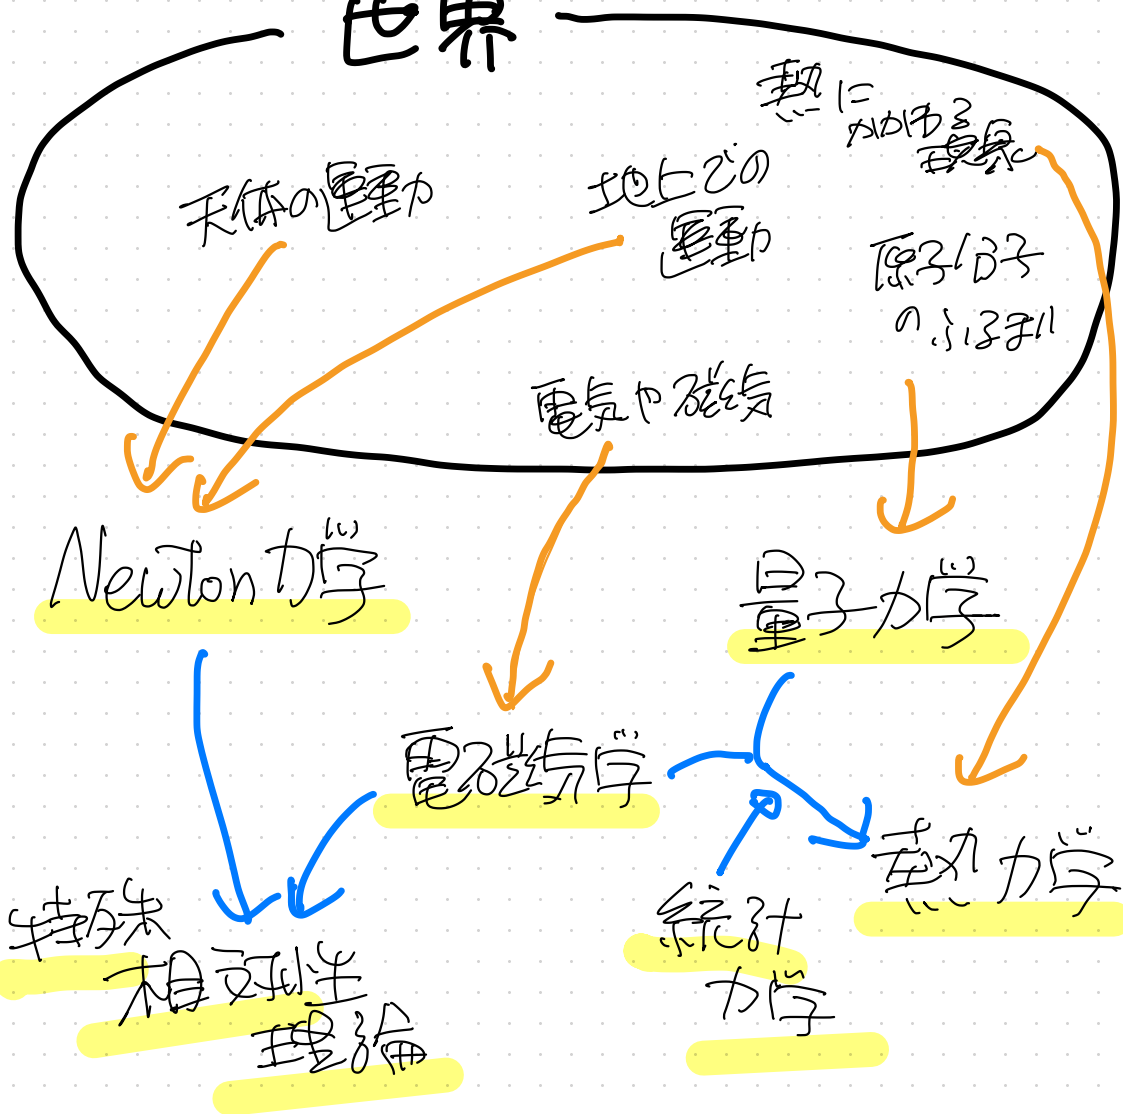 世界
熱に
かかわる
現象
天体の運動
地上での
運動
原子分子
のふるまい
電気や磁気
Newton力学
量子力学
電磁気学
熱力学
特殊
相対性
理論
統計
力学